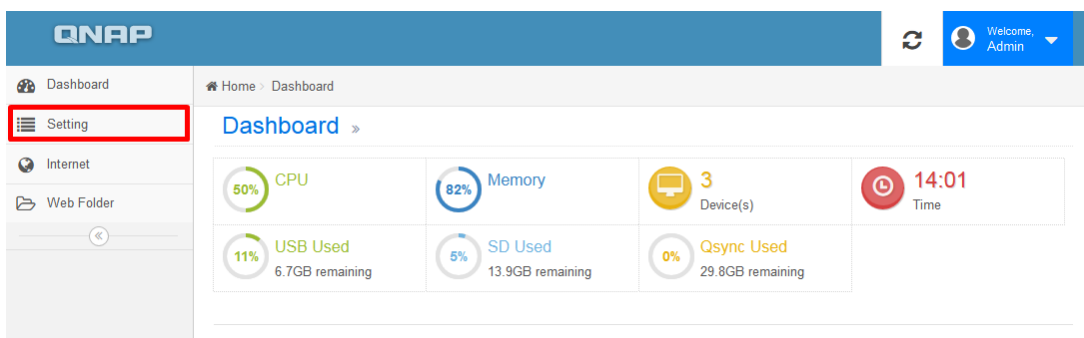 QNAP
Welcome,
Admin
Dashboard
Setting
Internet
Web Folder
Home > Dashboard
Dashboard »
50% CPU
82% Memory
3
Device(s)
14:01
Time
11% USB Used
6.7GB remaining
5% SD Used
13.9GB remaining
0% Qsync Used
29.8GB remaining